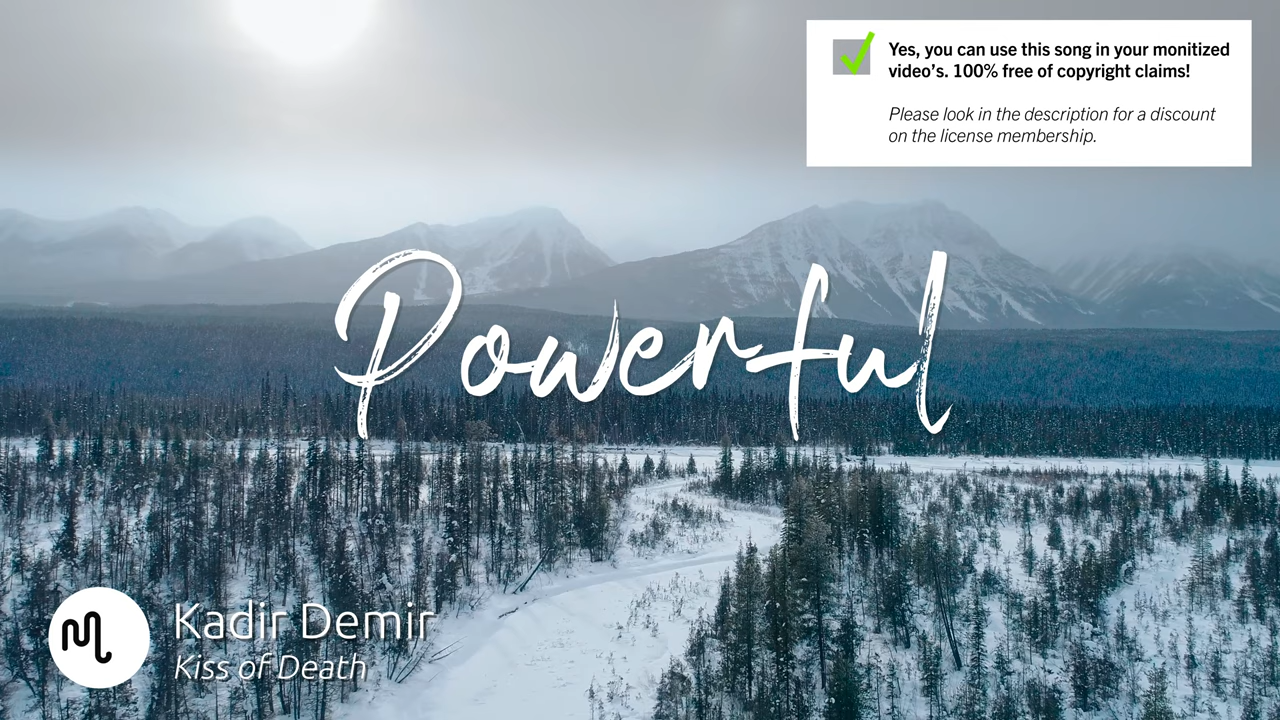 Yes, you can use this song in your monitized
video's. 100% free of copyright claims!
Please look in the description for a discount
on the license membership.
Powerful
Kadir Demir
Kiss of Death